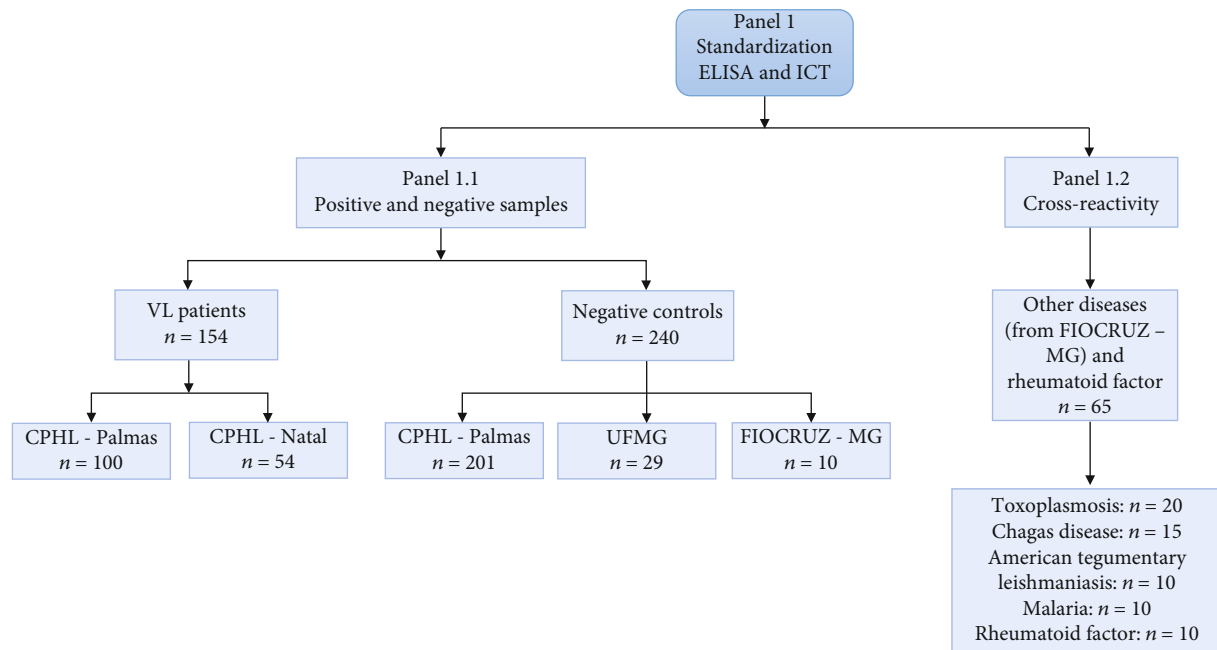 Panel 1
Standardization
ELISA and ICT
Panel 1.1
Positive and negative samples
Panel 1.2
Cross-reactivity
VL patients
n = 154
Negative controls
n = 240
Other diseases
(from FIOCRUZ –
MG) and
rheumatoid factor
n = 65
CPHL - Palmas
n = 100
CPHL - Natal
n = 54
CPHL - Palmas
n = 201
UFMG
n = 29
FIOCRUZ - MG
n = 10
Toxoplasmosis: n = 20
Chagas disease: n = 15
American tegumentary
leishmaniasis: n = 10
Malaria: n = 10
Rheumatoid factor: n = 10